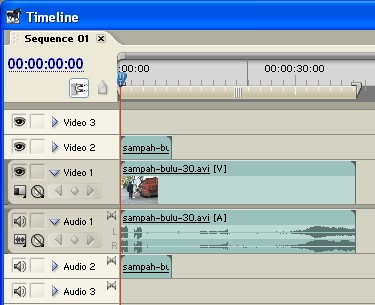 Timeline
Sequence 01
00:00:00:00
:00:00
00:00:30:00
Video 3
Video 2
sampah-bu
Video 1
sampah-bulu-30.avi [V]
Audio 1
sampah-bulu-30.avi [A]
L
R
Audio 2
sampah-bu
Audio 3